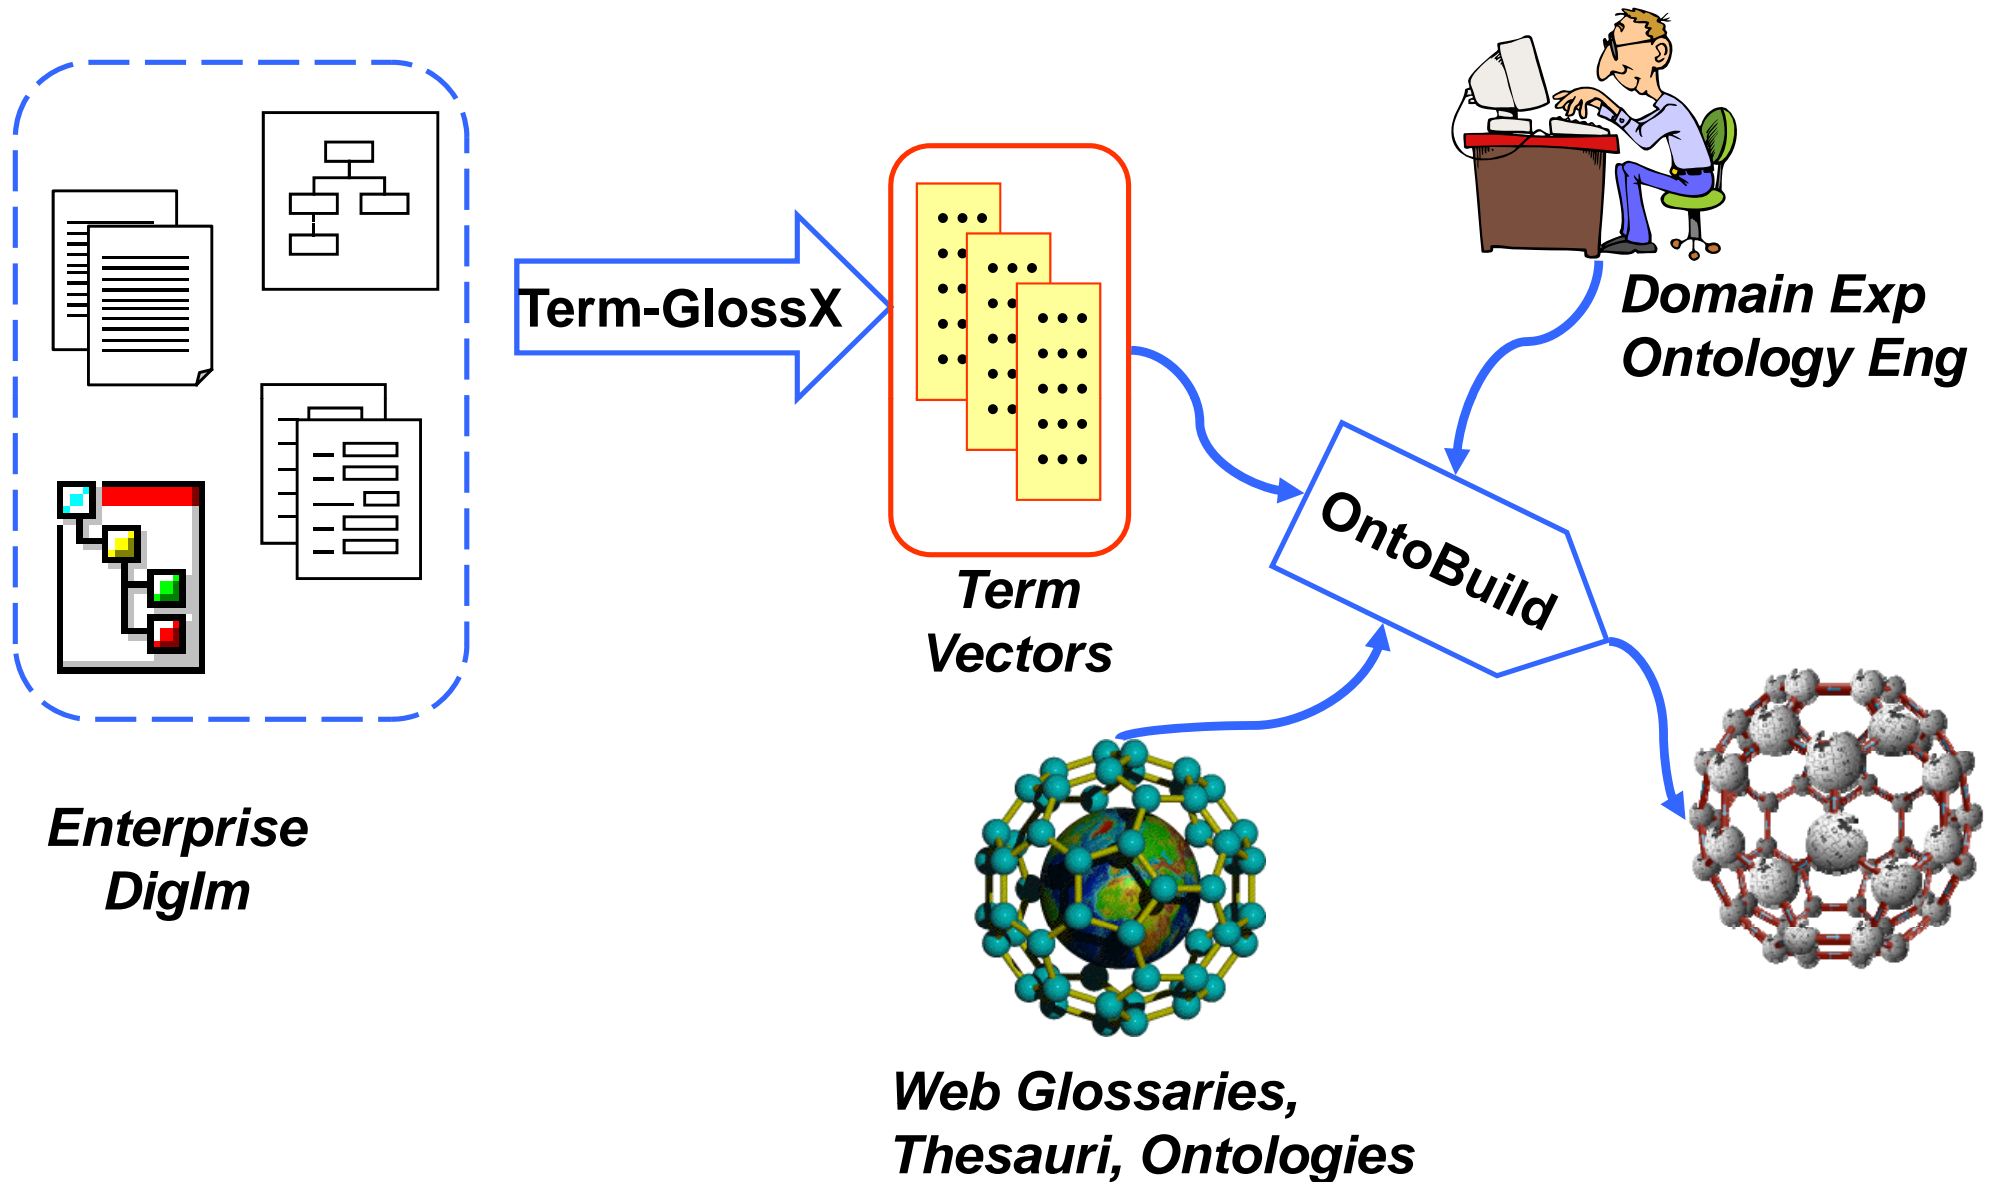 Term-GlossX
Domain Exp
Ontology Eng
OntoBuild
Term
Vectors
Enterprise
DigIm
Web Glossaries,
Thesauri, Ontologies